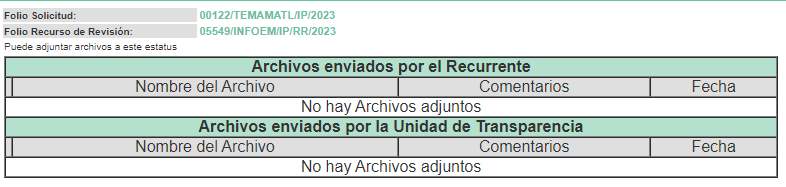 Folio Solicitud: 00122/TEMAMATL/IP/2023
Folio Recurso de Revisión: 05549/INFOEM/IP/RR/2023
Puede adjuntar archivos a este estatus
Archivos enviados por el Recurrente
Nombre del Archivo Comentarios Fecha
No hay Archivos adjuntos
Archivos enviados por la Unidad de Transparencia
Nombre del Archivo Comentarios Fecha
No hay Archivos adjuntos